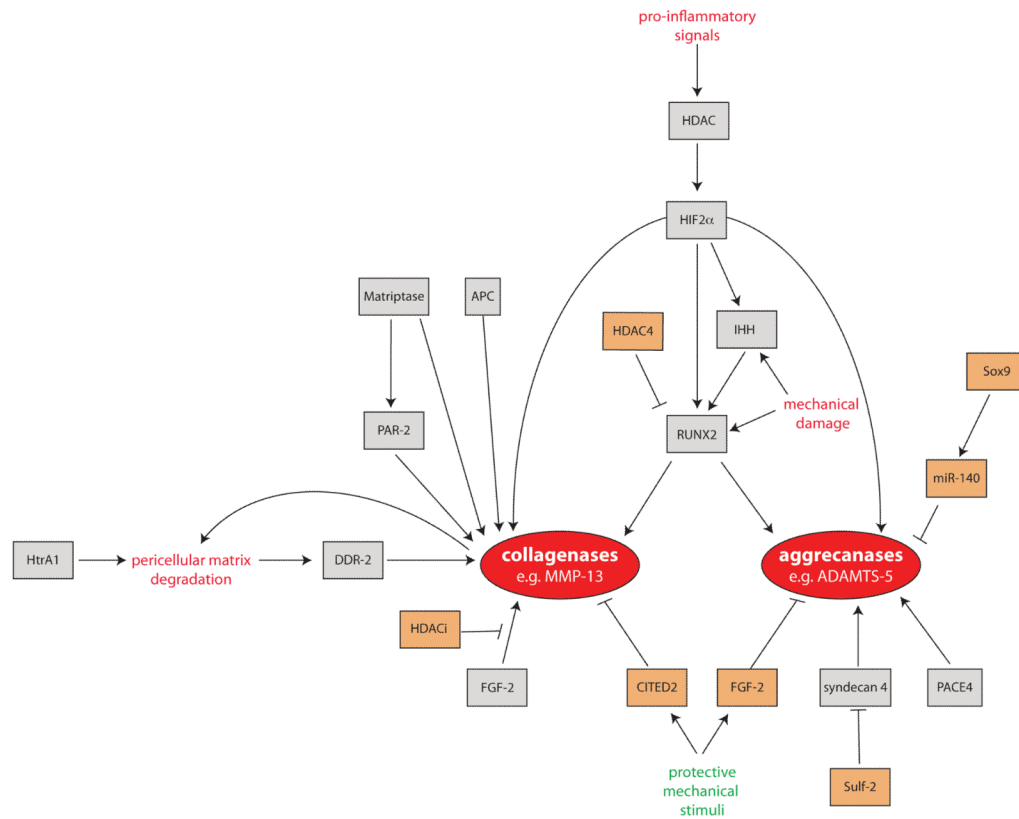 pro-inflammatory
signals
HDAC
HIF2α
Matriptase
APC
HDAC4
IHH
Sox9
mechanical
damage
PAR-2
RUNX2
miR-140
HtrA1
pericellular matrix
degradation
DDR-2
collagenases
e.g. MMP-13
aggrecanases
e.g. ADAMTS-5
HDACi
FGF-2
CITED2
FGF-2
syndecan 4
PACE4
protective
mechanical
stimuli
Sulf-2